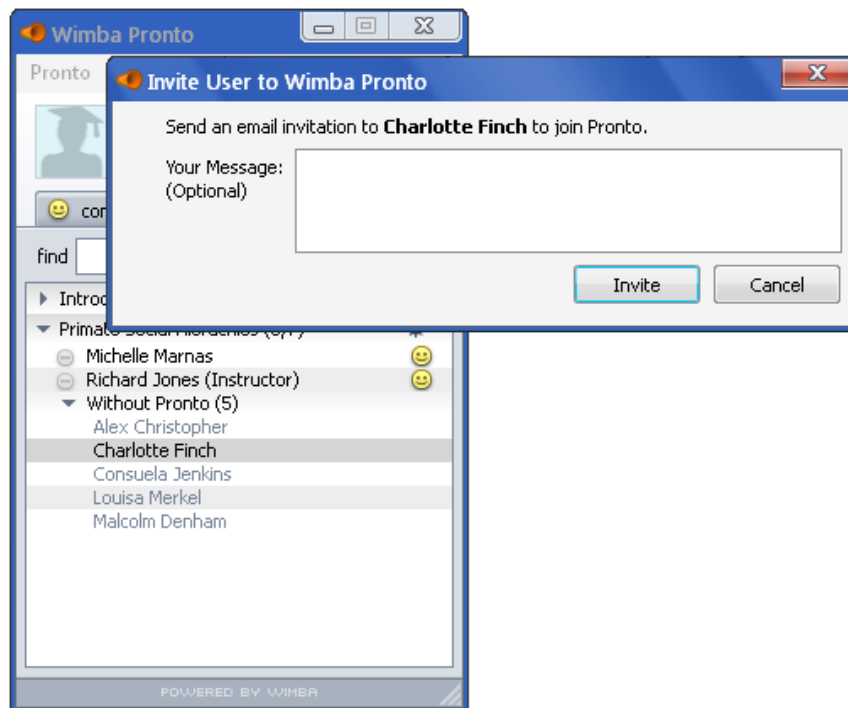 Wimba Pronto
Pronto
Invite User to Wimba Pronto
Send an email invitation to Charlotte Finch to join Pronto.
Your Message:
(Optional)
Invite
Cancel
find
Michelle Marnas
Richard Jones (Instructor)
Without Pronto (5)
Alex Christopher
Charlotte Finch
Consuela Jenkins
Louisa Merkel
Malcolm Denham
POWERED BY WIMBA